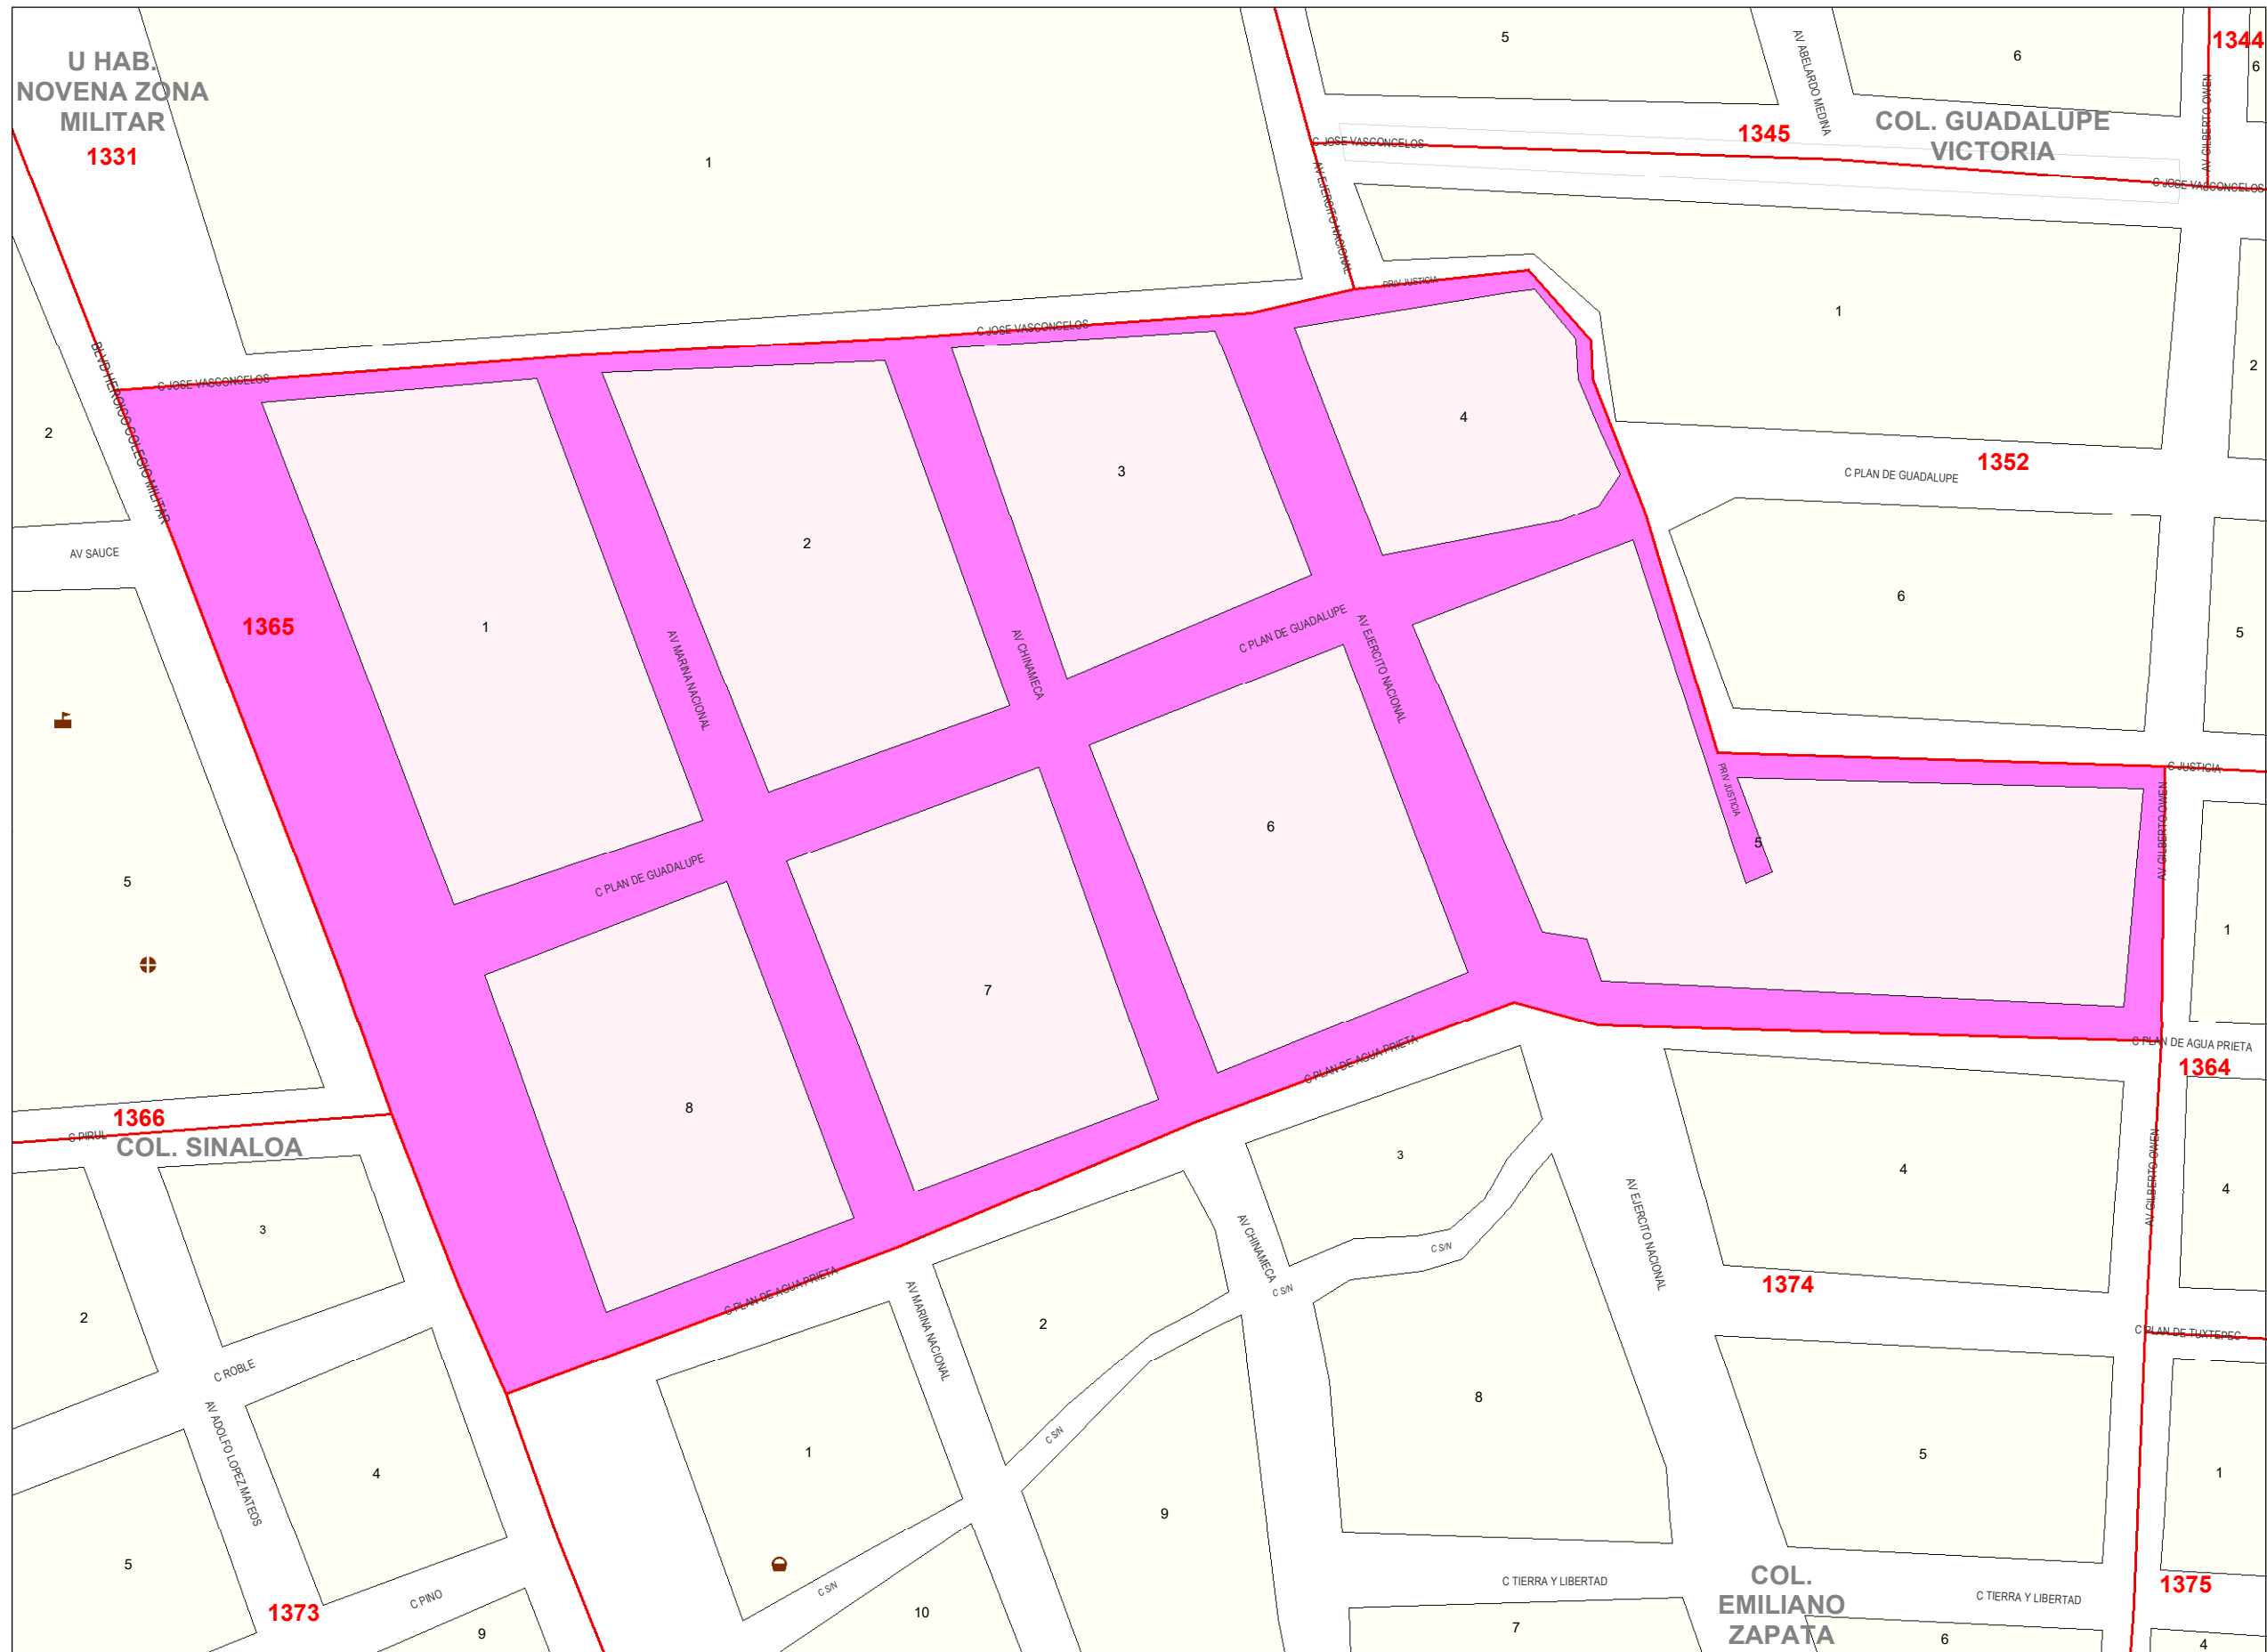 U HAB.
NOVENA ZONA
MILITAR
1331
1
5
AV ABELARDO MEDINA
6
AV GILBERTO OWEN
1344
6
COL. GUADALUPE
VICTORIA
1345
C JOSE VASCONCELOS
C JOSE VASCONCELOS
AV EJERCITO NACIONAL
PRIV JUSTICIA
1
2
C JOSE VASCONCELOS
C JOSE VASCONCELOS
BLVD HEROICO COLEGIO MILITAR
2
4
3
1352
C PLAN DE GUADALUPE
AV SAUCE
2
1
1365
6
5
C PLAN DE GUADALUPE
AV EJERCITO NACIONAL
AV CHINAMECA
AV MARINA NACIONAL
C JUSTICIA
PRIV JUSTICIA
AV GILBERTO OWEN
6
5
C PLAN DE GUADALUPE
5
1
7
8
C PLAN DE AGUA PRIETA
C PLAN DE AGUA PRIETA
1364
1366
C PIRUL
COL. SINALOA
3
4
AV GILBERTO OWEN
4
3
AV EJERCITO NACIONAL
AV CHINAMECA
C S/N
C S/N
C PLAN DE AGUA PRIETA
1374
2
2
AV MARINA NACIONAL
C PLAN DE TUXTEPEC
C ROBLE
AV ADOLFO LOPEZ MATEOS
8
C S/N
1
5
1
4
9
5
C S/N
C TIERRA Y LIBERTAD
COL.
EMILIANO
ZAPATA
C TIERRA Y LIBERTAD
1375
C PINO
1373
10
9
7
6
4